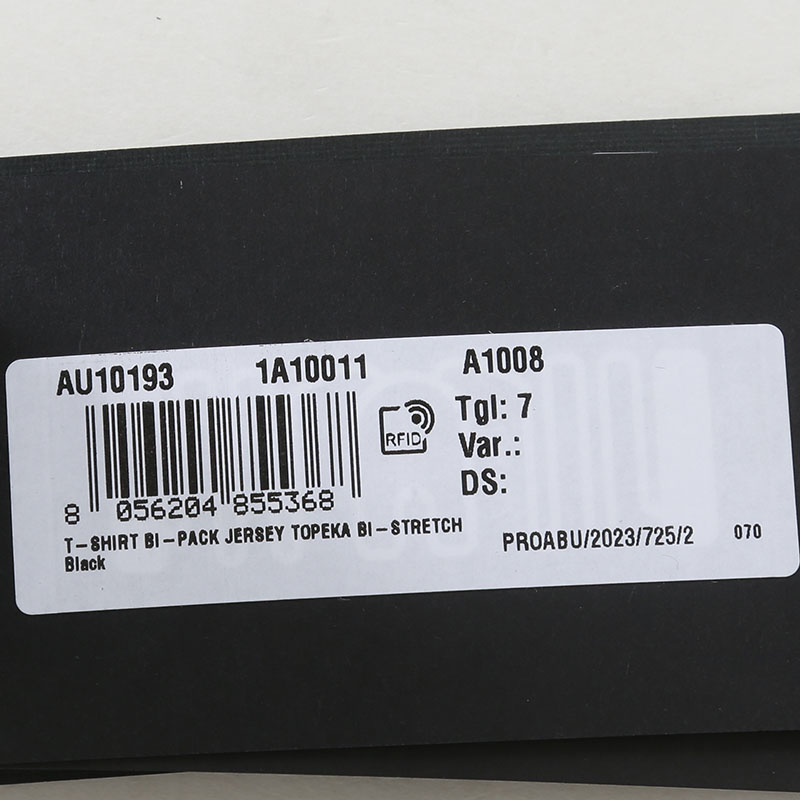 AU10193 1A10011 A1008
RFID
Tgl: 7
Var.:
DS:
8 056204 855368
T-SHIRT BI-PACK JERSEY TOPEKA BI-STRETCH
Black
PROABU/2023/725/2 070